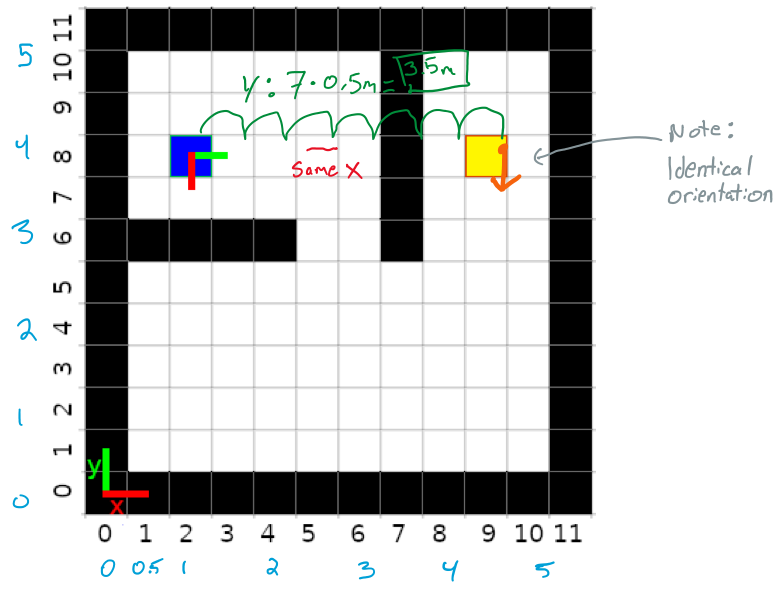 y: 7·0,5m = 3.5m
Same X
Note:
Identical
orientation
5
4
3
2
1
0
11
10
9
8
7
6
5
4
3
2
1
0
y
x
0 1 2 3 4 5 6 7 8 9 10 11
0 0.5 1 2 3 4 5